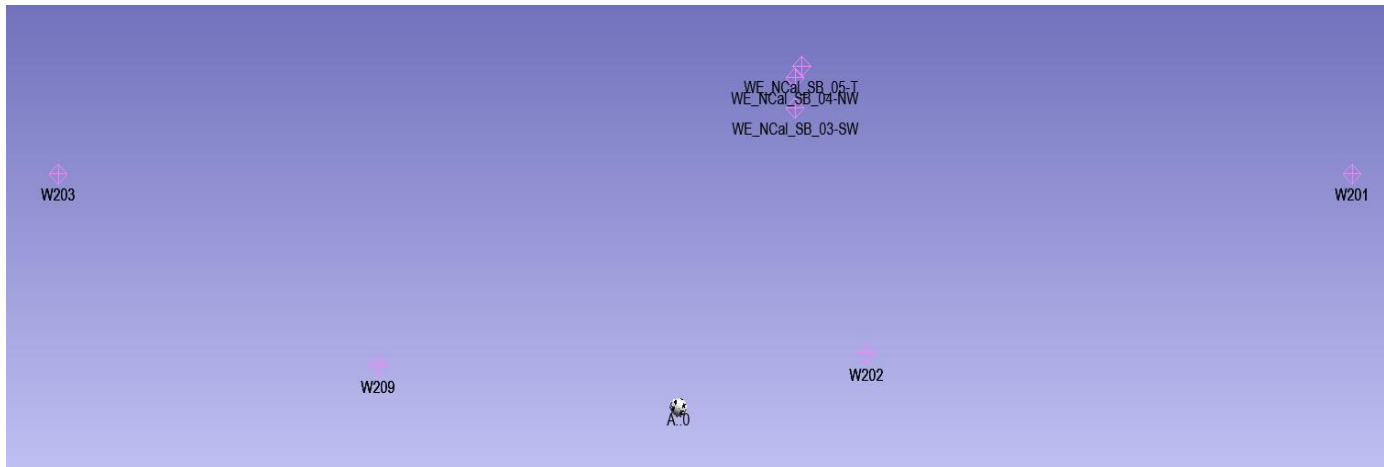 WE_NCal_SB_05-T
WE_NCal_SB_04-NW
WE_NCal_SB_03-SW
W203
W201
W202
W209
A::0